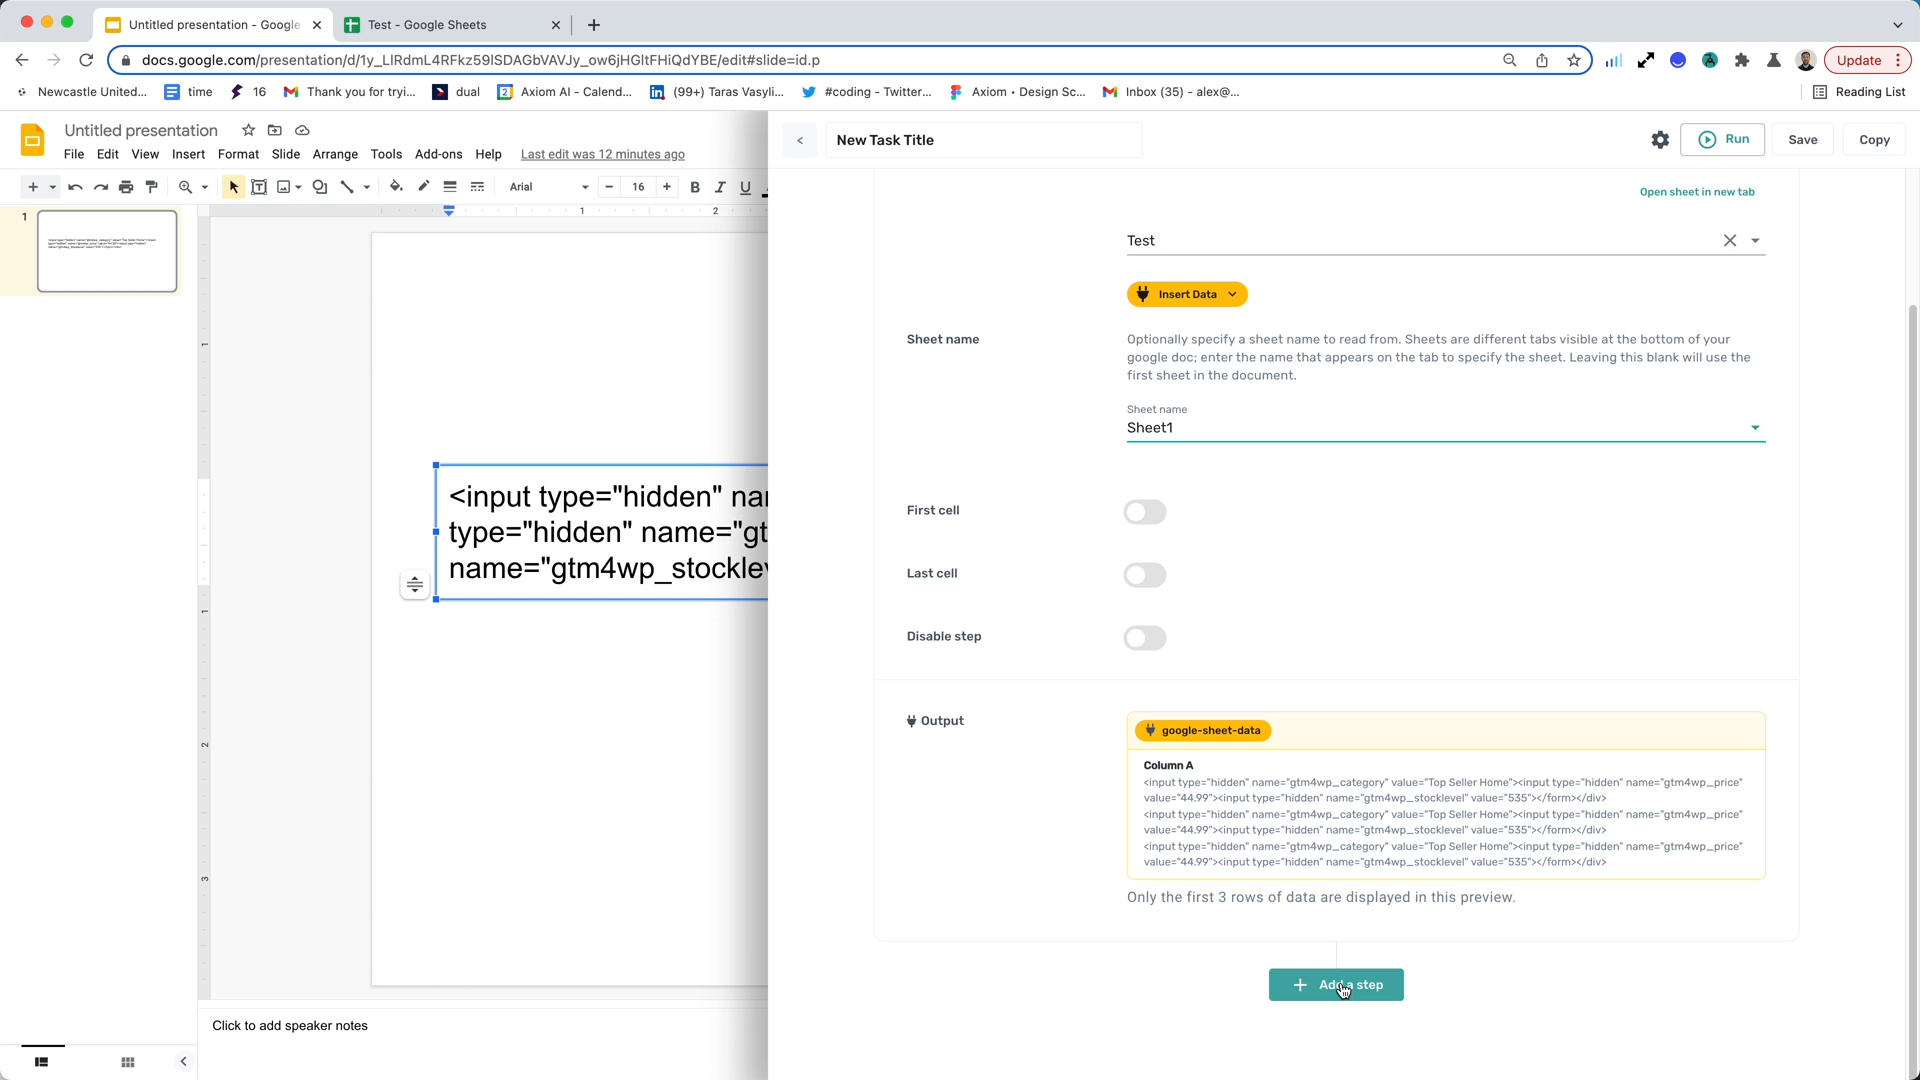 Untitled presentation - Google
Test - Google Sheets
docs.google.com/presentation/d/1y_LlRdmL4RFkz59ISDAGbVAVJy_ow6jHGltFHiQdYBE/edit#slide=id.p
Update
Newcastle United...
time
16
Thank you for tryi...
dual
Axiom AI - Calend...
(99+) Taras Vasyli...
#coding - Twitter...
Axiom • Design Sc...
Inbox (35) - alex@...
Reading List
Untitled presentation
File Edit View Insert Format Slide Arrange Tools Add-ons Help Last edit was 12 minutes ago
Arial
16
B I U
1
1 2
<input type="hidden" nar
type="hidden" name="gt
name="gtm4wp_stocklev
1
1
2
3
Click to add speaker notes
<
New Task Title
Run
Save
Copy
Open sheet in new tab
Test
Insert Data
Sheet name
Optionally specify a sheet name to read from. Sheets are different tabs visible at the bottom of your
google doc; enter the name that appears on the tab to specify the sheet. Leaving this blank will use the
first sheet in the document.
Sheet name
Sheet1
First cell
Last cell
Disable step
Output
google-sheet-data
Column A
<input type="hidden" name="gtm4wp_category" value="Top Seller Home"><input type="hidden" name="gtm4wp_price"
value="44.99"><input type="hidden" name="gtm4wp_stocklevel" value="535"></form></div>
<input type="hidden" name="gtm4wp_category" value="Top Seller Home"><input type="hidden" name="gtm4wp_price"
value="44.99"><input type="hidden" name="gtm4wp_stocklevel" value="535"></form></div>
<input type="hidden" name="gtm4wp_category" value="Top Seller Home"><input type="hidden" name="gtm4wp_price"
value="44.99"><input type="hidden" name="gtm4wp_stocklevel" value="535"></form></div>
Only the first 3 rows of data are displayed in this preview.
Add a step